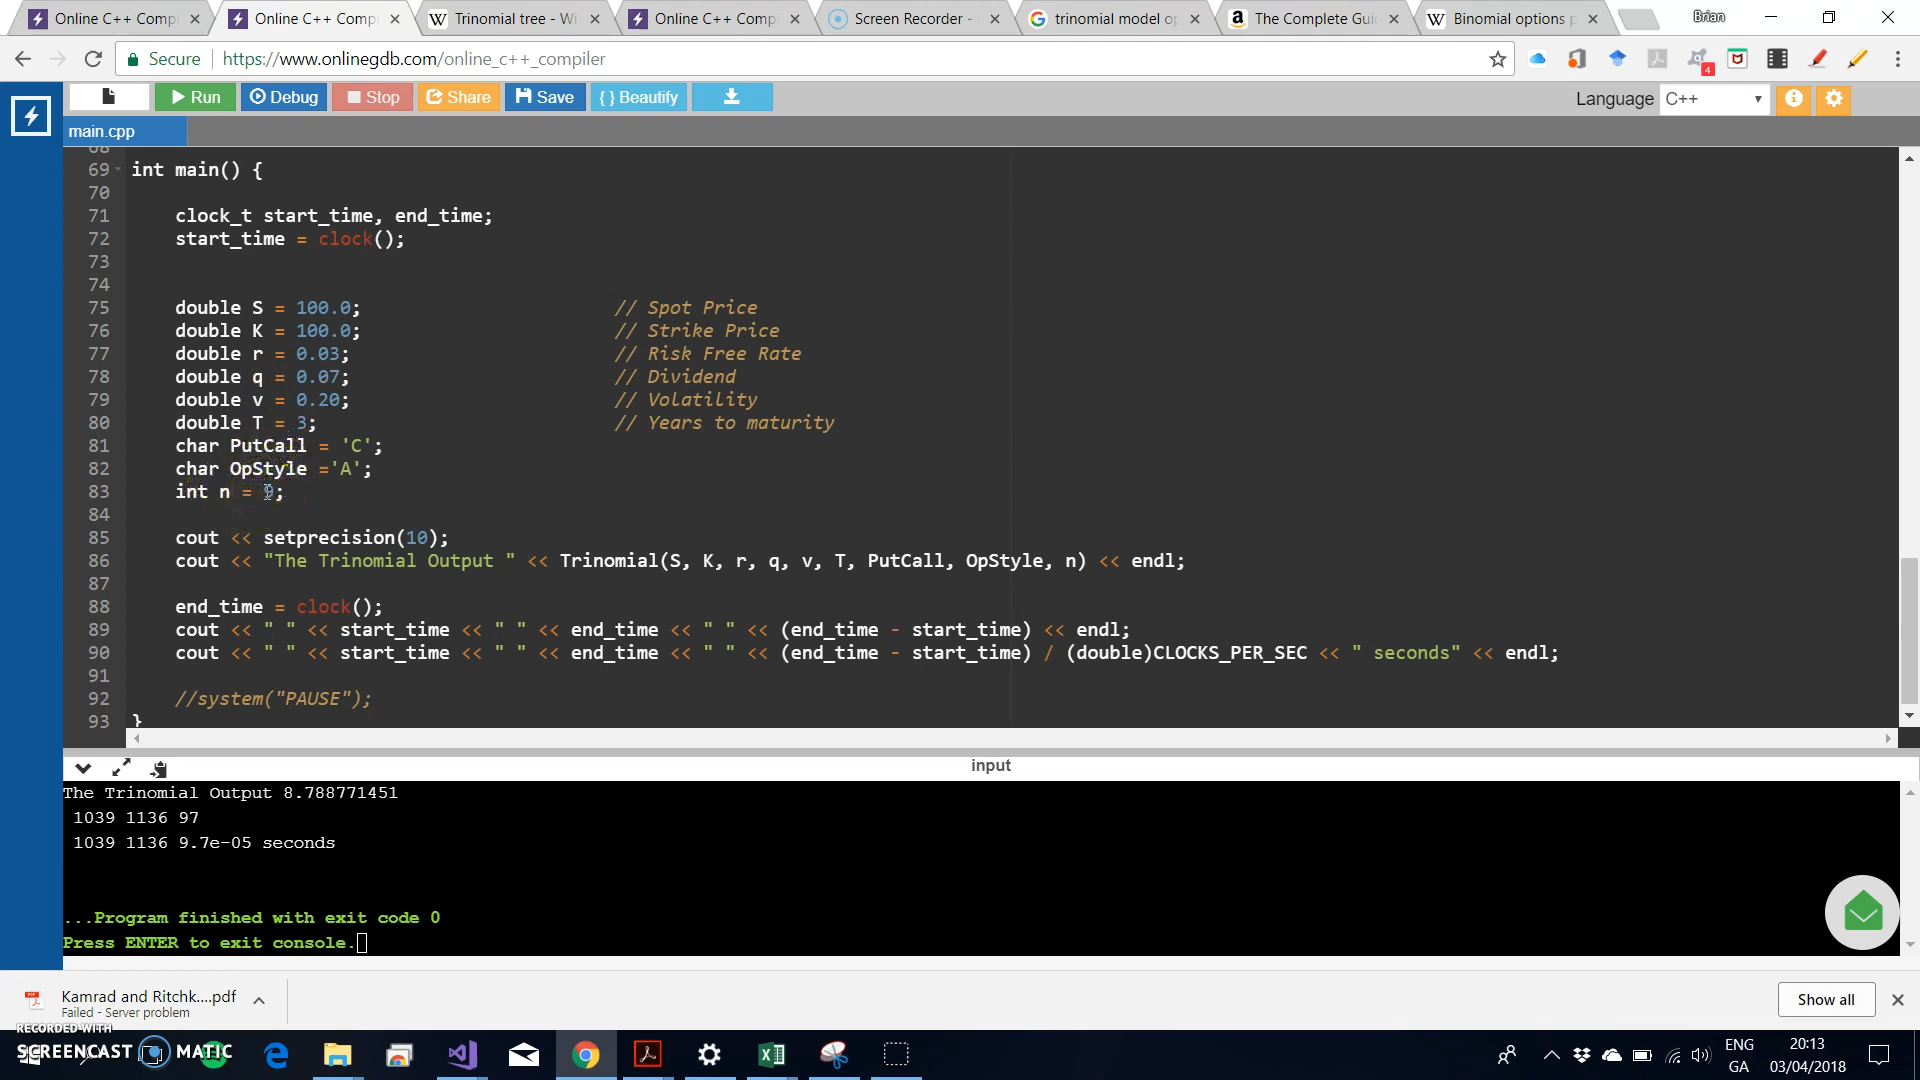 Online C++ Comp
Online C++ Comp
Trinomial tree - Wi
Online C++ Comp
Screen Recorder -
trinomial model op
The Complete Gui
Binomial options p
Brian
Secure
https://www.onlinegdb.com/online_c++_compiler
4
Run
Debug
Stop
Share
Save
{ } Beautify
Language
C++
main.cpp
68
69 int main() {
70
71 clock_t start_time, end_time;
72 start_time = clock();
73
74
75 double S = 100.0; // Spot Price
76 double K = 100.0; // Strike Price
77 double r = 0.03; // Risk Free Rate
78 double q = 0.07; // Dividend
79 double v = 0.20; // Volatility
80 double T = 3; // Years to maturity
81 char PutCall = 'C';
82 char OpStyle ='A';
83 int n = 9;
84
85 cout << setprecision(10);
86 cout << "The Trinomial Output " << Trinomial(S, K, r, q, v, T, PutCall, OpStyle, n) << endl;
87
88 end_time = clock();
89 cout << " " << start_time << " " << end_time << " " << (end_time - start_time) << endl;
90 cout << " " << start_time << " " << end_time << " " << (end_time - start_time) / (double)CLOCKS_PER_SEC << " seconds" << endl;
91
92 //system("PAUSE");
93 }
input
The Trinomial Output 8.788771451
1039 1136 97
1039 1136 9.7e-05 seconds
...Program finished with exit code 0
Press ENTER to exit console.
Kamrad and Ritchk....pdf
Failed - Server problem
Show all
RECORDED WITH
SCREENCAST MATIC
ENG
GA
20:13
03/04/2018